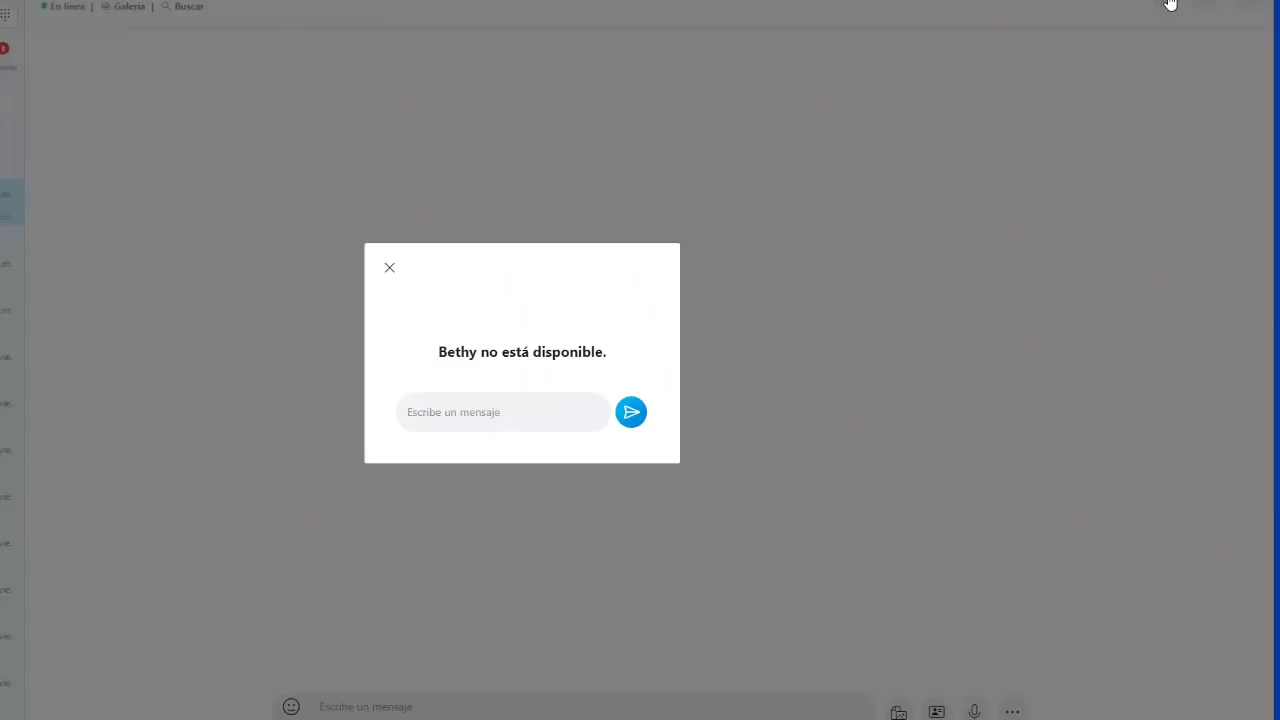 En línea | Galería | Buscar
Bethy no está disponible.
Escribe un mensaje
Escribe un mensaje